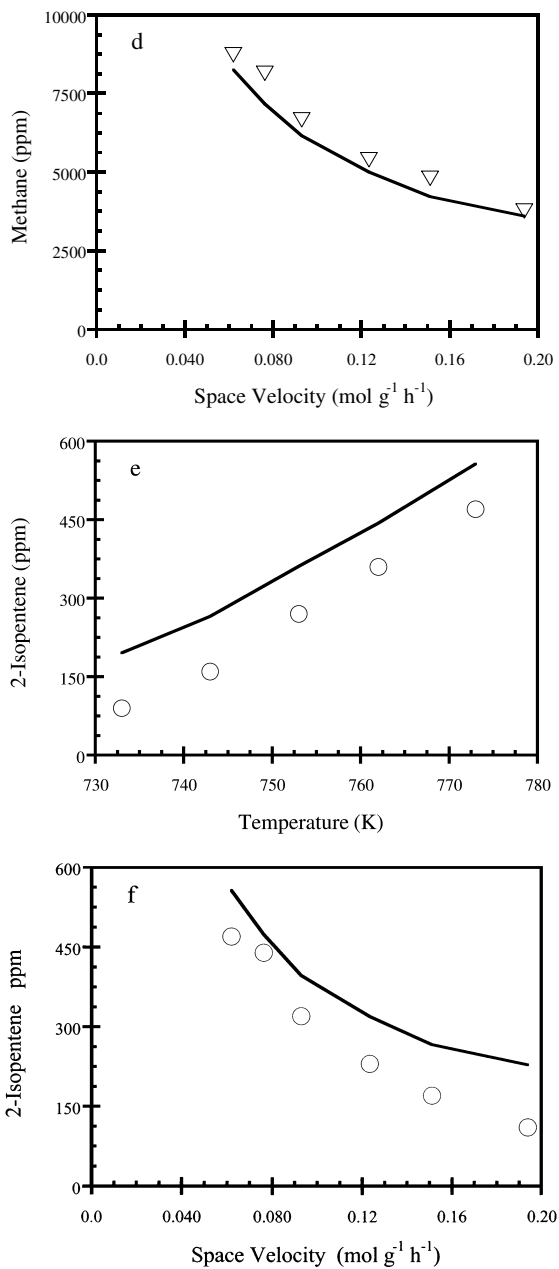 d
10000
7500
5000
2500
0
Methane (ppm)
0.0 0.040 0.080 0.12 0.16 0.20
Space Velocity (mol g-1 h-1)
e
600
450
300
150
0
2-Isopentene (ppm)
730 740 750 760 770 780
Temperature (K)
f
600
450
300
150
0
2-Isopentene ppm
0.0 0.040 0.080 0.12 0.16 0.20
Space Velocity (mol g-1 h-1)